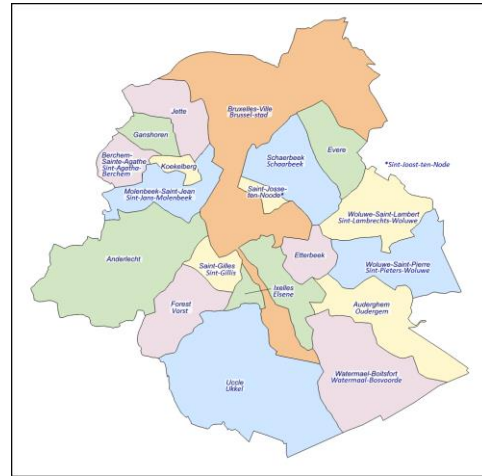 Bruxelles-Ville
Brussel-stad
Jette
Ganshoren
Evere
Berchem-
Sainte-Agathe
Sint-Agatha-
Berchem
Koekelberg
Schaerbeek
Schaarbeek
*Sint-Joost-ten-Node
Molenbeek-Saint-Jean
Sint-Jans-Molenbeek
Saint-Josse-
ten-Noode*
Woluwe-Saint-Lambert
Sint-Lambrechts-Woluwe
Anderlecht
Saint-Gilles
Sint-Gillis
Etterbeek
Woluwe-Saint-Pierre
Sint-Pieters-Woluwe
Ixelles
Elsene
Forest
Vorst
Auderghem
Oudergem
Uccle
Ukkel
Watermael-Boitsfort
Watermaal-Bosvoorde